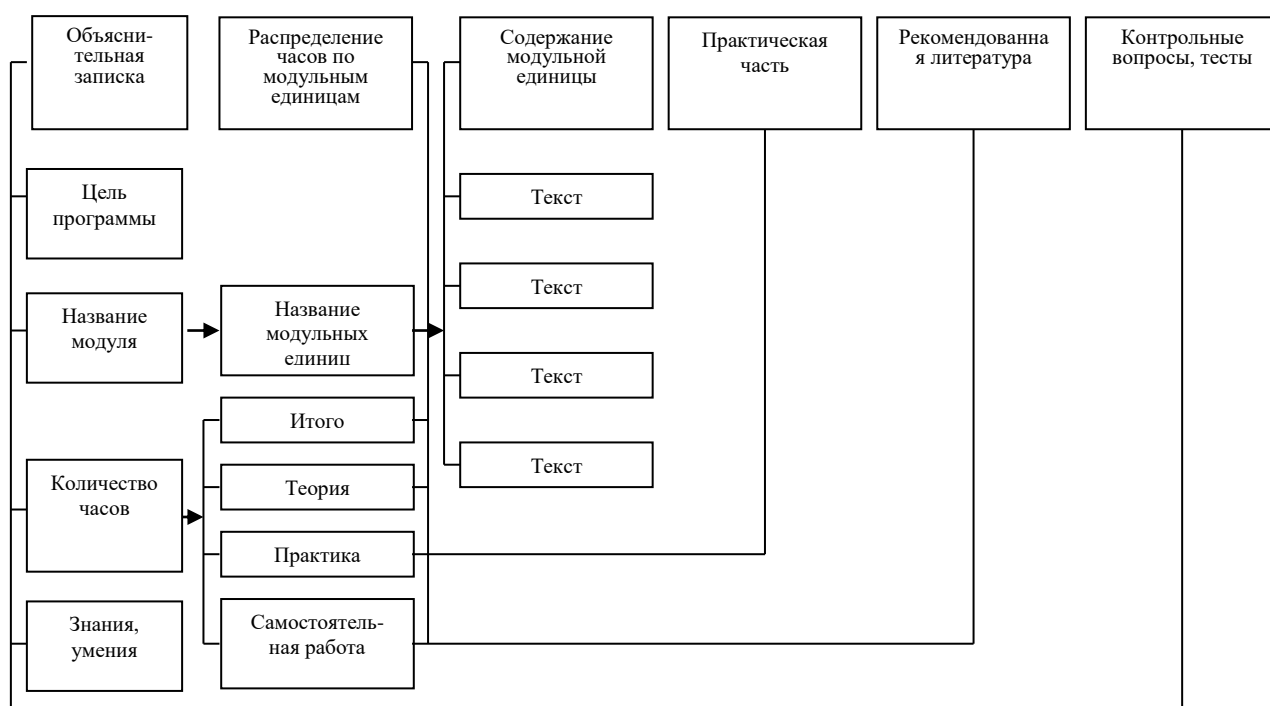 Объясни-
тельная
записка
Распределение
часов по
модульным
единицам
Содержание
модульной
единицы
Практическая
часть
Рекомендованна
я литература
Контрольные
вопросы, тесты
Цель
программы
Текст
Текст
Название
модуля
Название
модульных
единиц
Текст
Итого
Текст
Количество
часов
Теория
Практика
Знания,
умения
Самостоятель-
ная работа